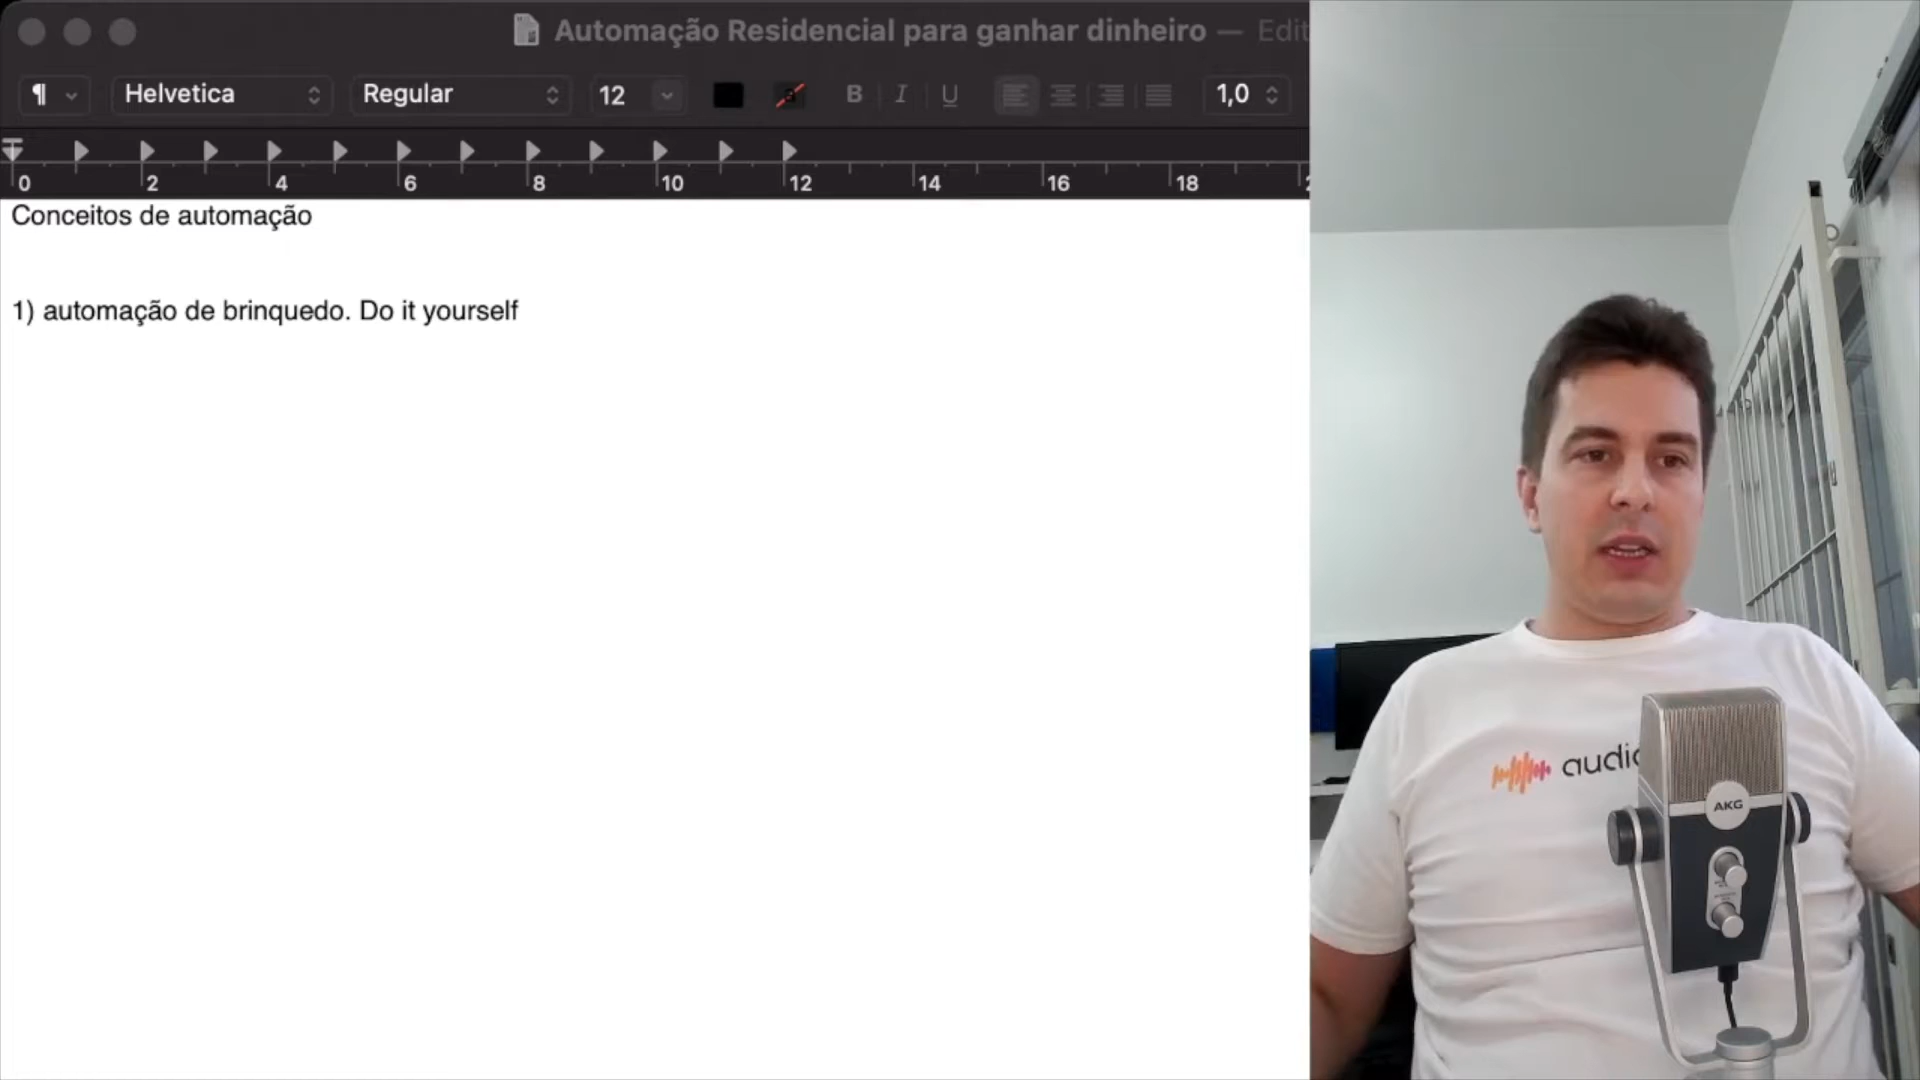 Automação Residencial para ganhar dinheiro — Edit
¶ Helvetica Regular 12 a B I U 1,0
0 2 4 6 8 10 12 14 16 18
Conceitos de automação
1) automação de brinquedo. Do it yourself
audio
AKG